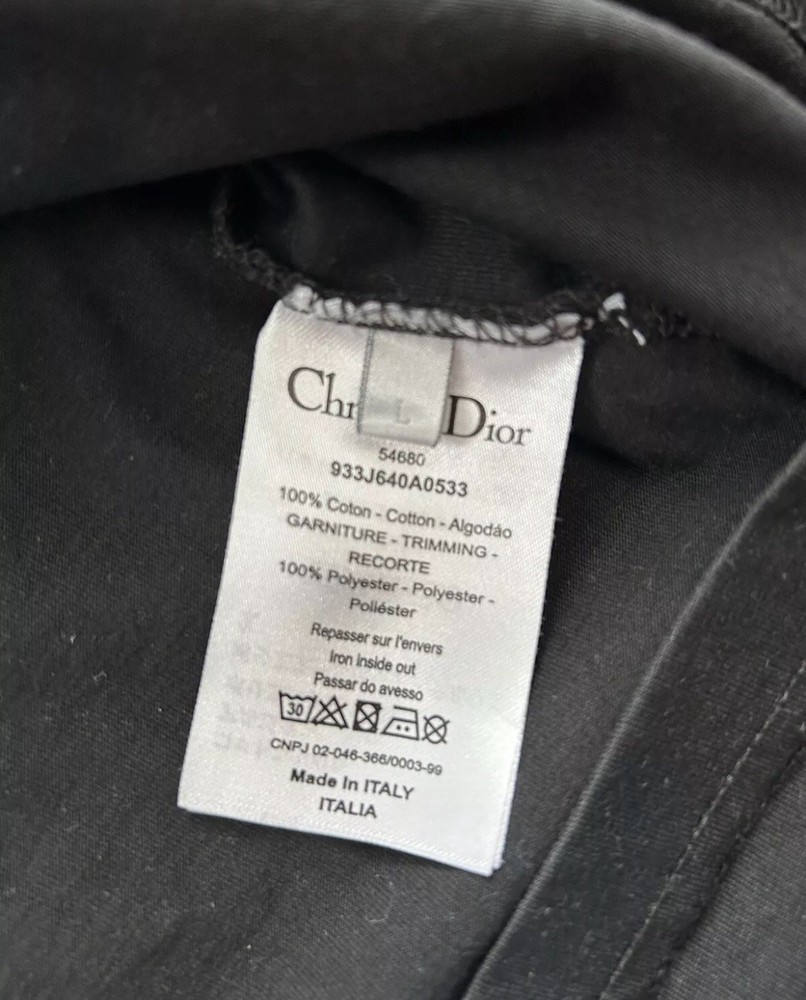 Chr Dior
L
54680
933J640A0533
100% Coton - Cotton - Algodão
GARNITURE - TRIMMING -
RECORTE
100% Polyester - Polyester -
Poliéster
Repasser sur l'envers
Iron inside out
Passar do avesso
30
CNPJ 02-046-366/0003-99
Made In ITALY
ITALIA